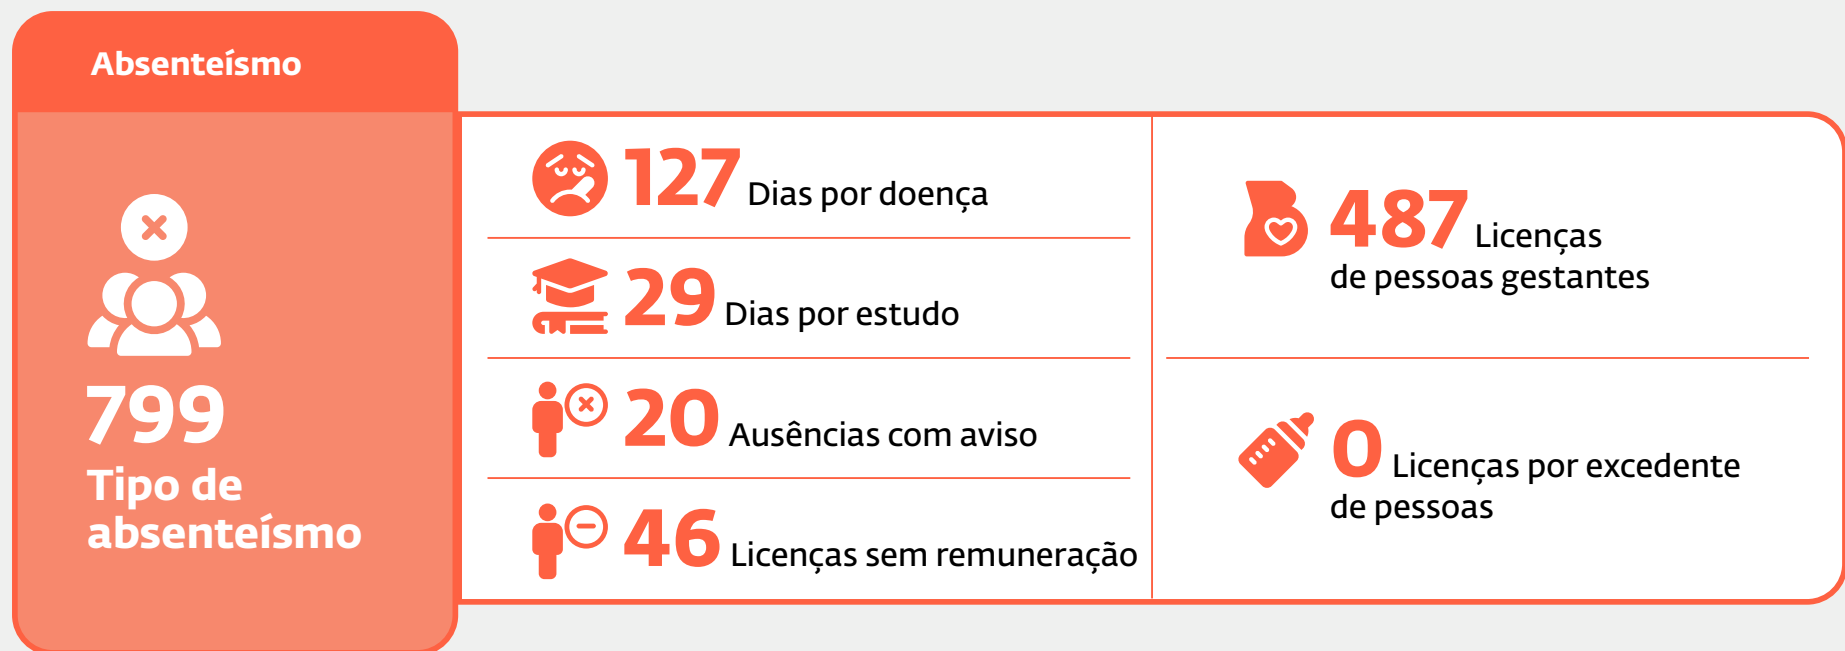 Absenteísmo
799
Tipo de
absenteísmo
127 Dias por doença
29 Dias por estudo
20 Ausências com aviso
46 Licenças sem remuneração
487 Licenças
de pessoas gestantes
0 Licenças por excedente
de pessoas